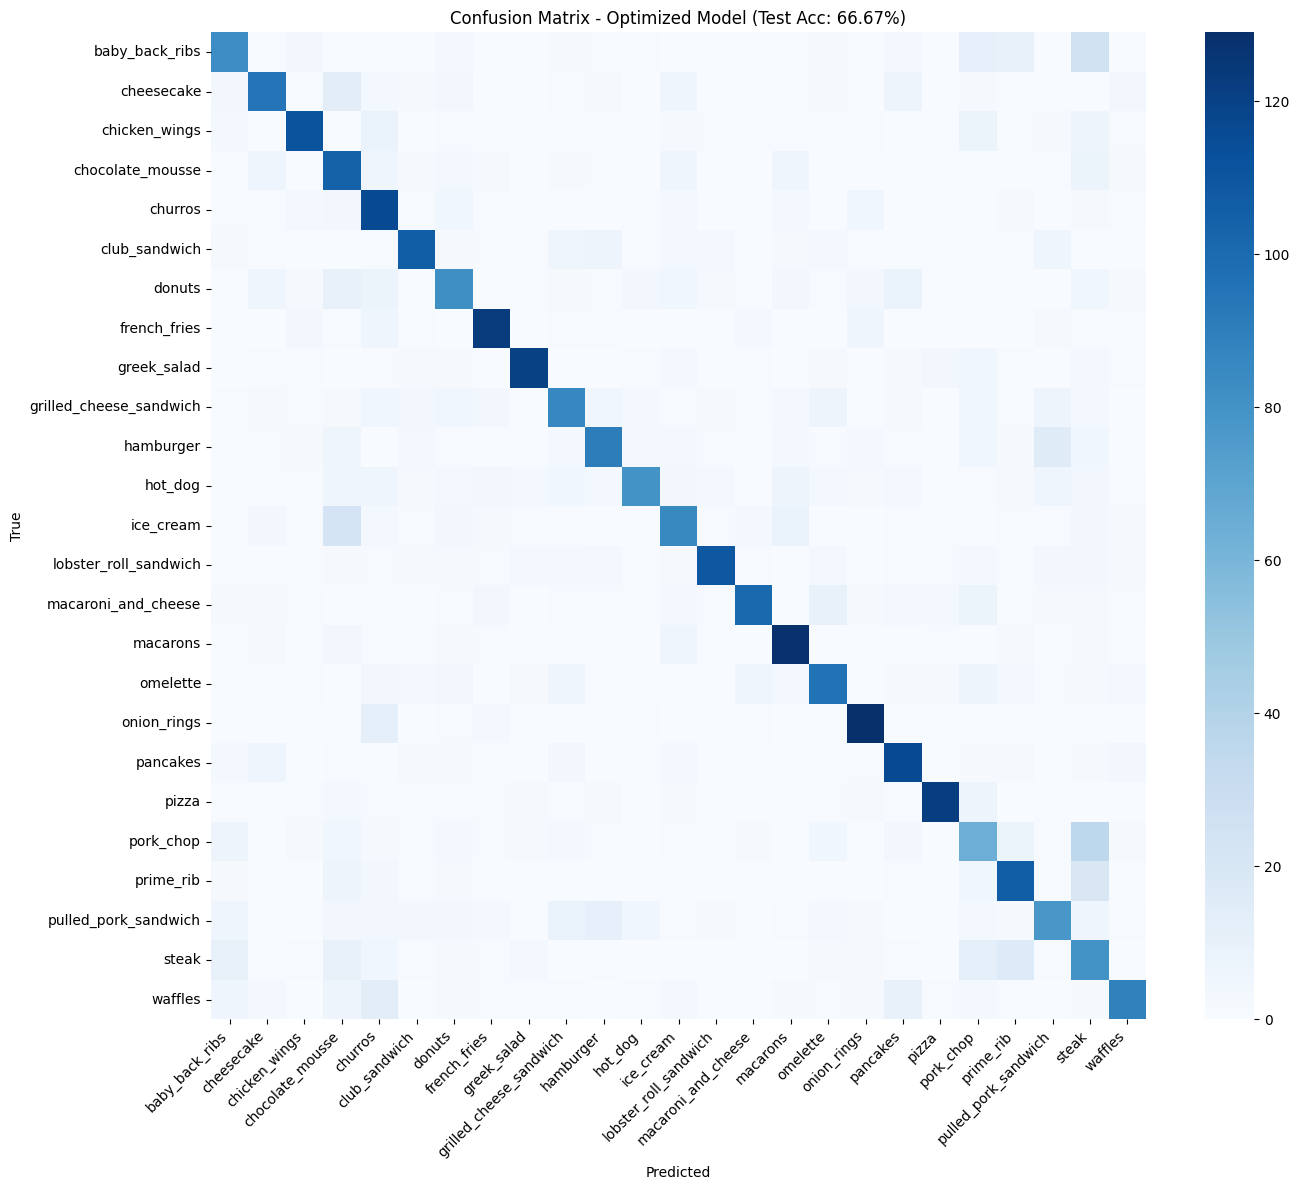 Confusion Matrix - Optimized Model (Test Acc: 66.67%)
True
baby_back_ribs
cheesecake
chicken_wings
chocolate_mousse
churros
club_sandwich
donuts
french_fries
greek_salad
grilled_cheese_sandwich
hamburger
hot_dog
ice_cream
lobster_roll_sandwich
macaroni_and_cheese
macarons
omelette
onion_rings
pancakes
pizza
pork_chop
prime_rib
pulled_pork_sandwich
steak
waffles
baby_back_ribs
cheesecake
chicken_wings
chocolate_mousse
churros
club_sandwich
donuts
french_fries
greek_salad
grilled_cheese_sandwich
hamburger
hot_dog
ice_cream
lobster_roll_sandwich
macaroni_and_cheese
macarons
omelette
onion_rings
pancakes
pizza
pork_chop
prime_rib
pulled_pork_sandwich
steak
waffles
Predicted
120
100
80
60
40
20
0